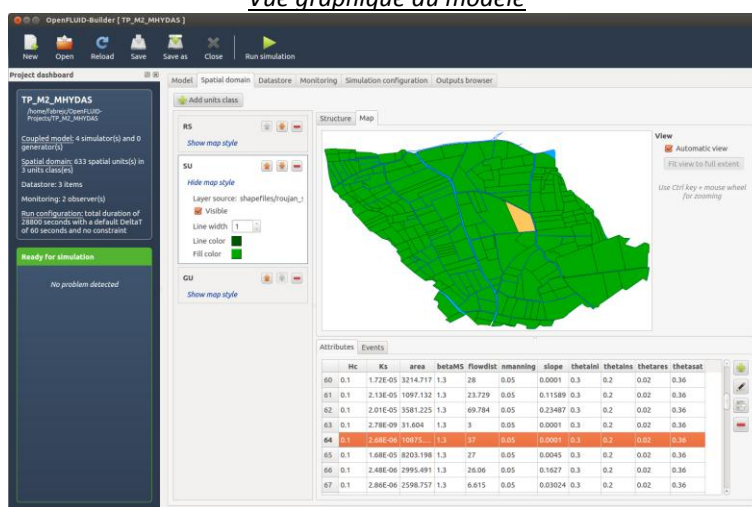 Vue graphique du modèle
OpenFLUID-Builder [ TP_M2_MHYDAS ]
New Open Reload Save Save as Close Run simulation
Project dashboard
TP_M2_MHYDAS
/home/fabrejc/OpenFLUID-
Projects/TP_M2_MHYDAS
Coupled model: 4 simulator(s) and 0
generator(s)
Spatial domain: 633 spatial units(s) in
3 units class(es)
Datastore: 3 items
Monitoring: 2 observer(s)
Run configuration: total duration of
28800 seconds with a default DeltaT
of 60 seconds and no constraint
Ready for simulation
No problem detected
Model Spatial domain Datastore Monitoring Simulation configuration Outputs browser
Add units class
RS
Show map style
SU
Hide map style
Layer source: shapefiles/roujan_s
Visible
Line width 1
Line color
Fill color
GU
Show map style
Structure Map
View
Automatic view
Fit view to full extent
Use Ctrl key + mouse wheel
for zooming
Attributes Events
Hc Ks area betaMS flowdist nmanning slope thetaini thetains thetares thetasat
60 0.1 1.72E-05 3214.717 1.3 28 0.05 0.0001 0.3 0.2 0.02 0.36
61 0.1 2.13E-05 1097.132 1.3 23.729 0.05 0.11589 0.3 0.2 0.02 0.36
62 0.1 2.01E-05 3581.225 1.3 69.784 0.05 0.23487 0.3 0.2 0.02 0.36
63 0.1 2.78E-09 31.604 1.3 3 0.05 0.0001 0.3 0.2 0.02 0.36
64 0.1 2.68E-06 10875.... 1.3 37 0.05 0.0001 0.3 0.2 0.02 0.36
65 0.1 1.68E-05 8203.198 1.3 27 0.05 0.0045 0.3 0.2 0.02 0.36
66 0.1 2.48E-06 2995.491 1.3 26.06 0.05 0.1627 0.3 0.2 0.02 0.36
67 0.1 2.86E-06 2598.757 1.3 6.615 0.05 0.03024 0.3 0.2 0.02 0.36